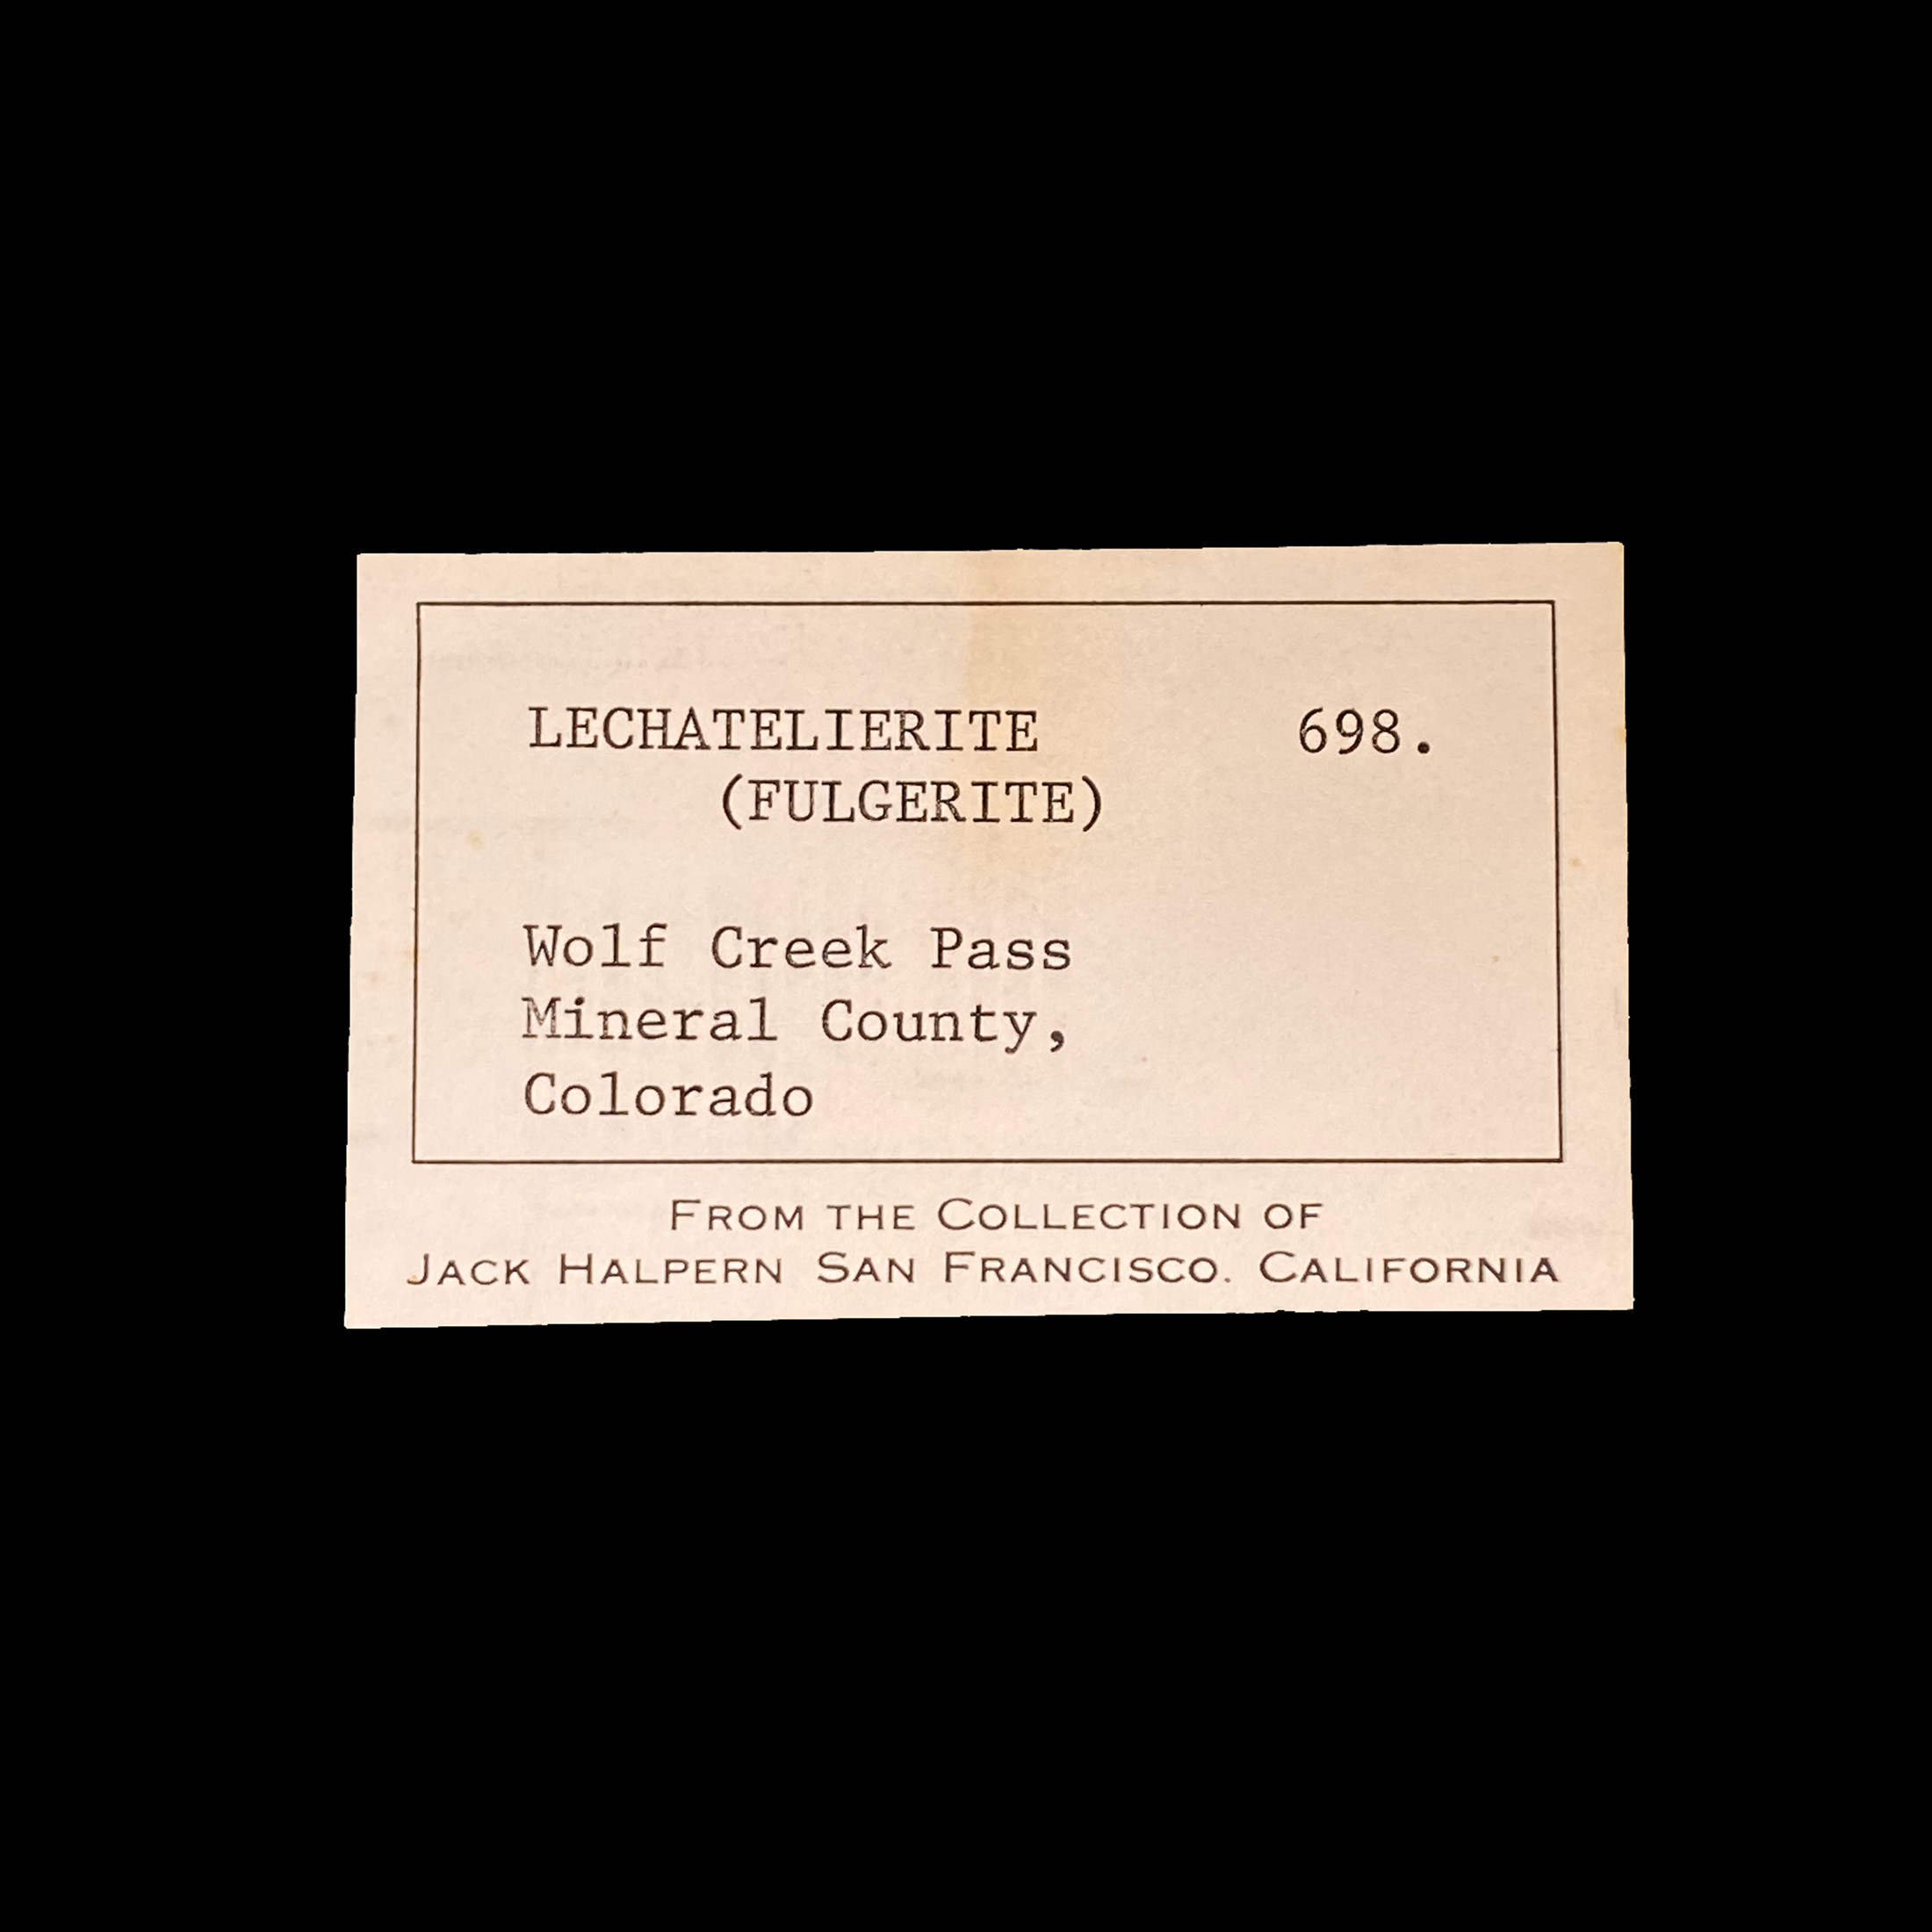 LECHATELIERITE 698.
(FULGERITE)
Wolf Creek Pass
Mineral County,
Colorado
FROM THE COLLECTION OF
JACK HALPERN SAN FRANCISCO. CALIFORNIA